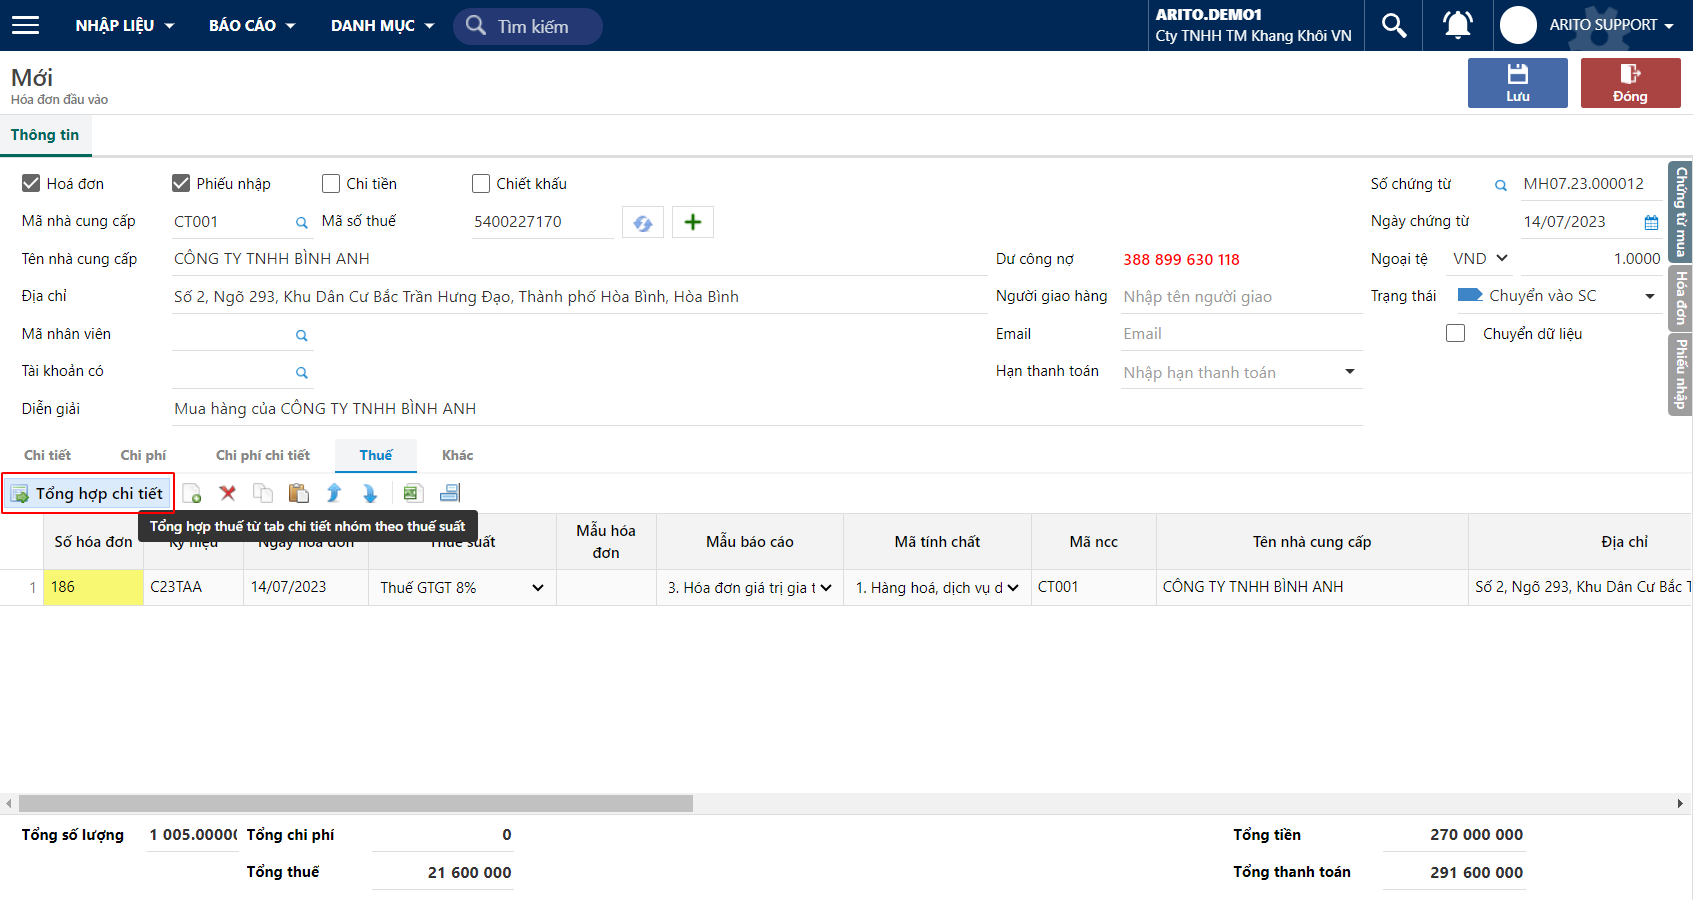 NHẬP LIỆU
BÁO CÁO
DANH MỤC
Tìm kiếm
ARITO.DEMO1
Cty TNHH TM Khang Khôi VN
ARITO SUPPORT
Mới
Hóa đơn đầu vào
Lưu
Đóng
Thông tin
Hoá đơn
Phiếu nhập
Chi tiền
Chiết khấu
Số chứng từ
MH07.23.000012
Mã nhà cung cấp
CT001
Mã số thuế
5400227170
Ngày chứng từ
14/07/2023
Tên nhà cung cấp
CÔNG TY TNHH BÌNH ANH
Dư công nợ
388 899 630 118
Ngoại tệ
VND
1.0000
Địa chỉ
Số 2, Ngõ 293, Khu Dân Cư Bắc Trần Hưng Đạo, Thành phố Hòa Bình, Hòa Bình
Người giao hàng
Nhập tên người giao
Trạng thái
Chuyển vào SC
Mã nhân viên
Email
Email
Chuyển dữ liệu
Tài khoản có
Hạn thanh toán
Nhập hạn thanh toán
Diễn giải
Mua hàng của CÔNG TY TNHH BÌNH ANH
Chứng từ mua
Hóa đơn
Phiếu nhập
Chi tiết
Chi phí
Chi phí chi tiết
Thuế
Khác
Tổng hợp chi tiết
Tổng hợp thuế từ tab chi tiết nhóm theo thuế suất
Số hóa đơn
Ký hiệu
Ngày hóa đơn
Thuế suất
Mẫu hóa
đơn
Mẫu báo cáo
Mã tính chất
Mã ncc
Tên nhà cung cấp
Địa chỉ
1
186
C23TAA
14/07/2023
Thuế GTGT 8%
3. Hóa đơn giá trị gia t
1. Hàng hoá, dịch vụ d
CT001
CÔNG TY TNHH BÌNH ANH
Số 2, Ngõ 293, Khu Dân Cư Bắc T
Tổng số lượng
1 005.00000
Tổng chi phí
0
Tổng tiền
270 000 000
Tổng thuế
21 600 000
Tổng thanh toán
291 600 000